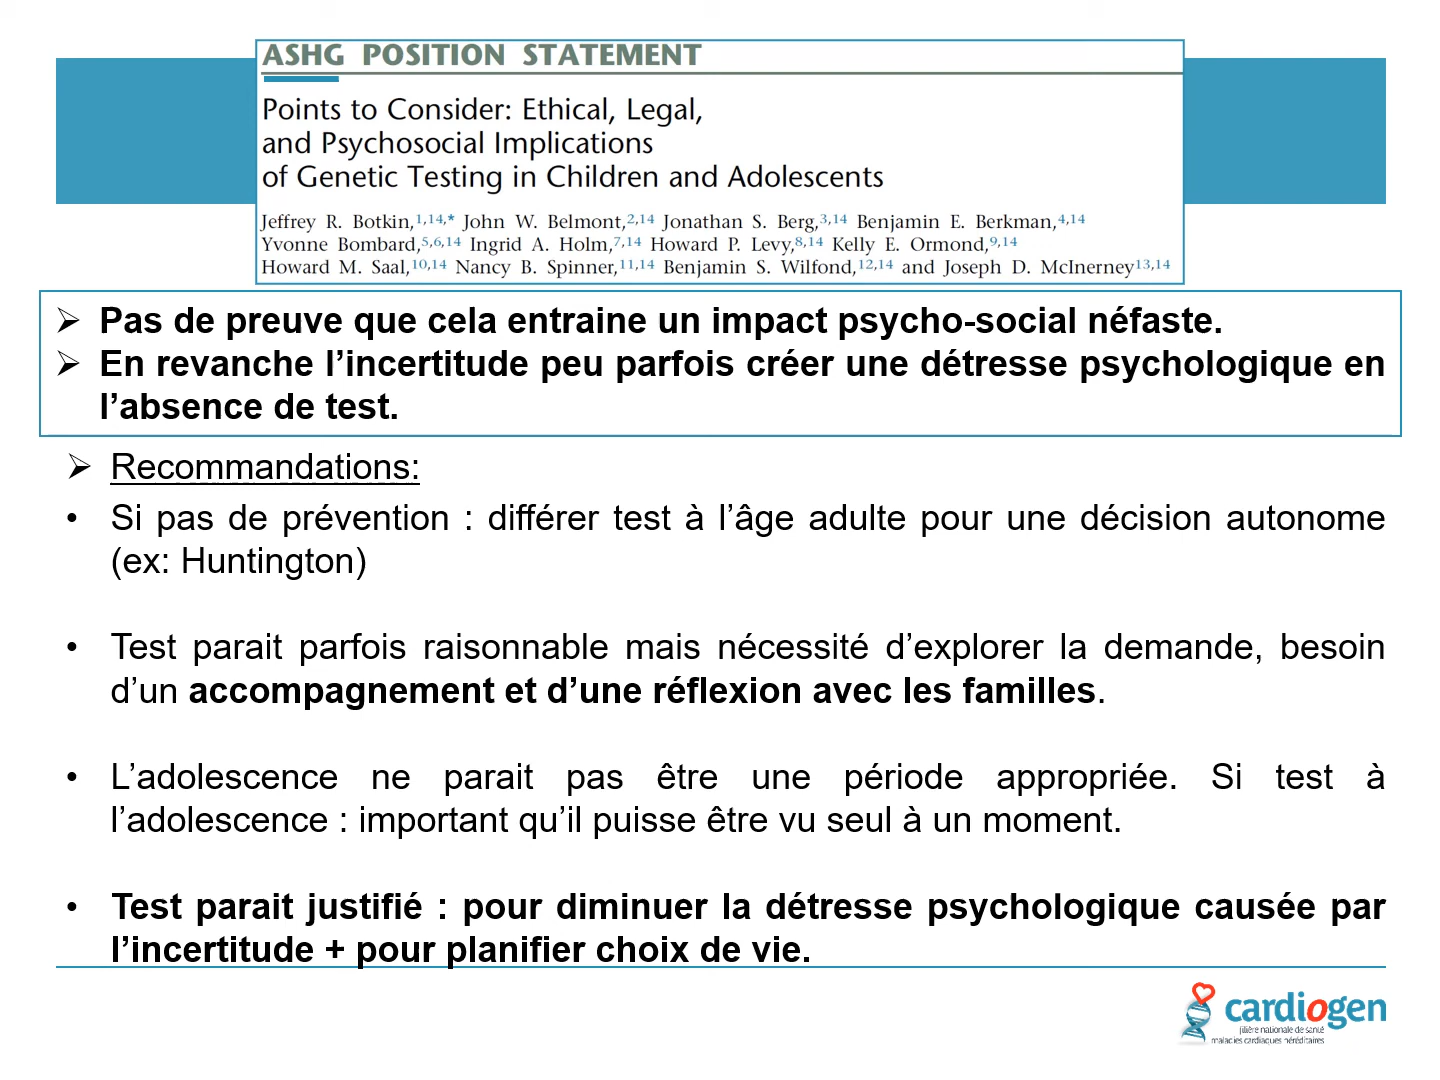 ASHG POSITION STATEMENT
Points to Consider: Ethical, Legal,
and Psychosocial Implications
of Genetic Testing in Children and Adolescents
Jeffrey R. Botkin,1,14,* John W. Belmont,2,14 Jonathan S. Berg,3,14 Benjamin E. Berkman,4,14
Yvonne Bombard,5,6,14 Ingrid A. Holm,7,14 Howard P. Levy,8,14 Kelly E. Ormond,9,14
Howard M. Saal,10,14 Nancy B. Spinner,11,14 Benjamin S. Wilfond,12,14 and Joseph D. McInerney13,14
➢ Pas de preuve que cela entraine un impact psycho-social néfaste.
➢ En revanche l’incertitude peu parfois créer une détresse psychologique en
l’absence de test.
➢ Recommandations:
• Si pas de prévention : différer test à l’âge adulte pour une décision autonome
(ex: Huntington)
• Test parait parfois raisonnable mais nécessité d’explorer la demande, besoin
d’un accompagnement et d’une réflexion avec les familles.
• L’adolescence ne parait pas être une période appropriée. Si test à
l’adolescence : important qu’il puisse être vu seul à un moment.
• Test parait justifié : pour diminuer la détresse psychologique causée par
l’incertitude + pour planifier choix de vie.
cardiogen
filière nationale de santé
maladies cardiaques héréditaires